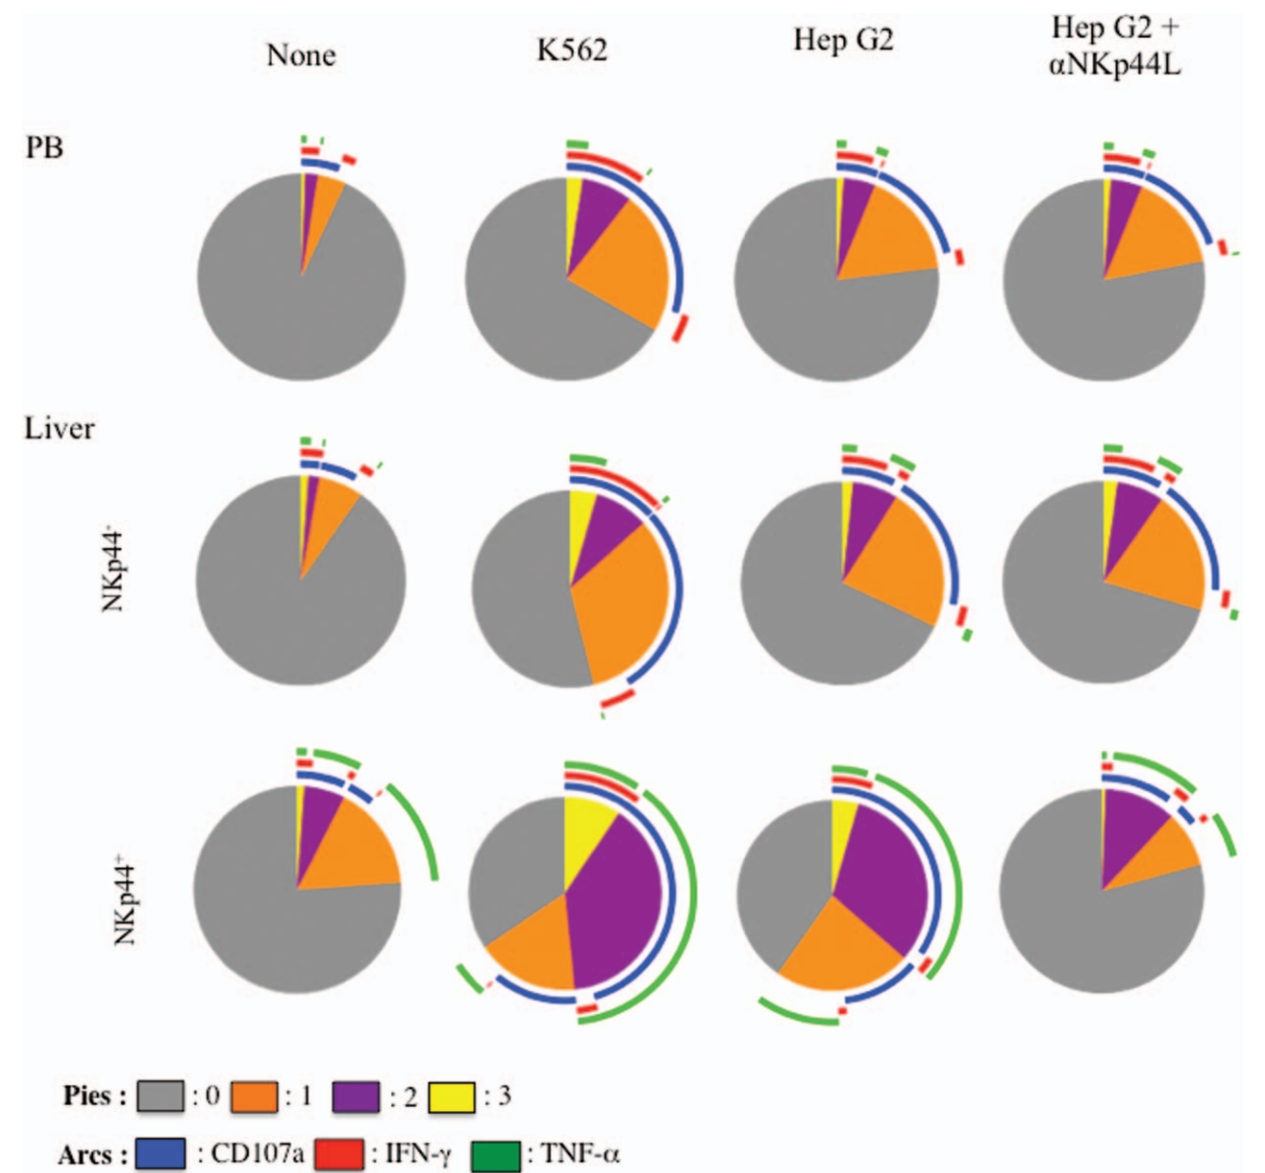 None
K562
Hep G2
Hep G2 +
αNKp44L
PB
Liver
NKp44-
NKp44+
Pies : : 0 : 1 : 2 : 3
Arcs : : CD107a : IFN-γ : TNF-α